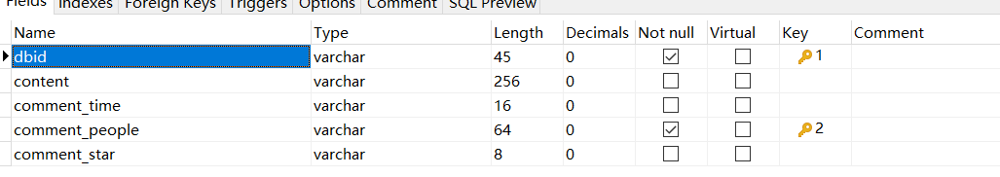 Fields Indexes Foreign Keys Triggers Options Comment SQL Preview
Name Type Length Decimals Not null Virtual Key Comment
dbid varchar 45 0 1
content varchar 256 0
comment_time varchar 16 0
comment_people varchar 64 0 2
comment_star varchar 8 0